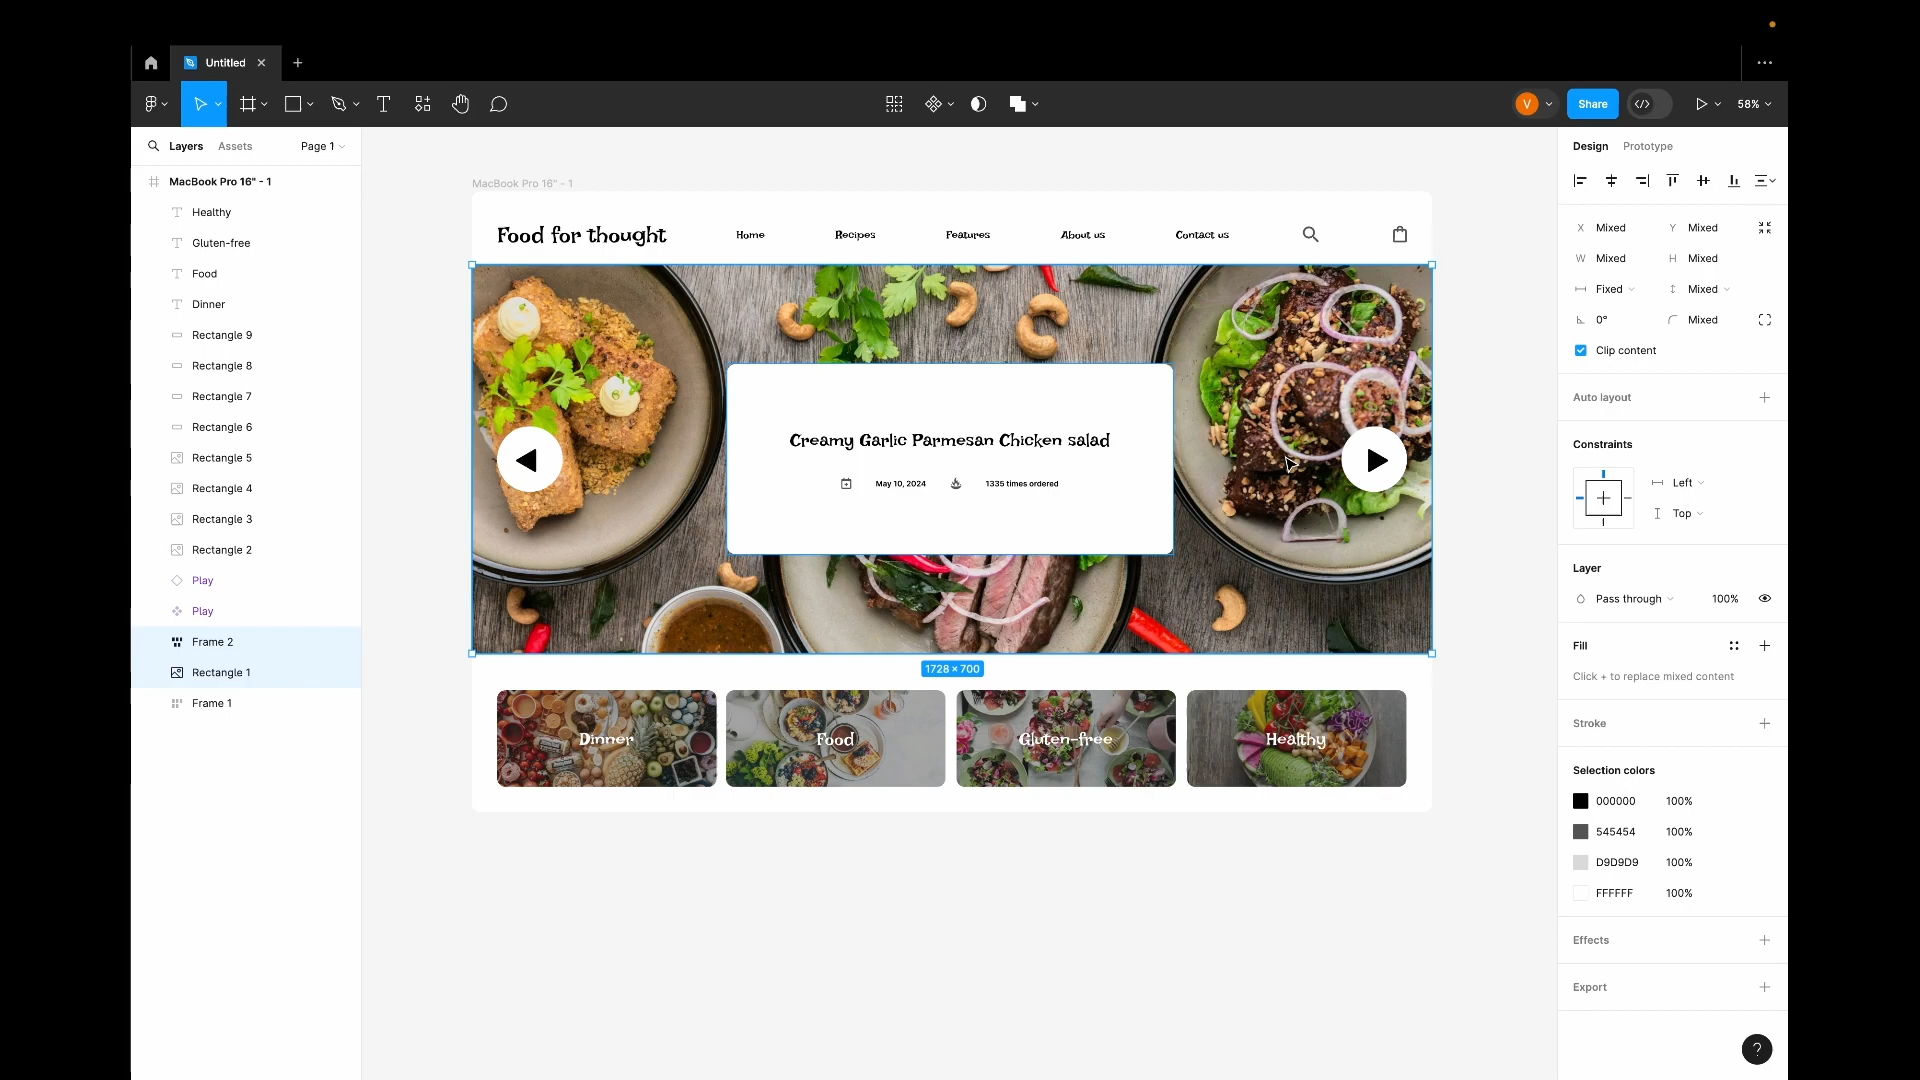 Untitled
V
Share
58%
Layers
Assets
Page 1
Design
Prototype
MacBook Pro 16" - 1
Healthy
Gluten-free
Food
Dinner
Rectangle 9
Rectangle 8
Rectangle 7
Rectangle 6
Rectangle 5
Rectangle 4
Rectangle 3
Rectangle 2
Play
Play
Frame 2
Rectangle 1
Frame 1
MacBook Pro 16" - 1
Food for thought
Home
Recipes
Features
About us
Contact us
Creamy Garlic Parmesan Chicken salad
May 10, 2024
1335 times ordered
1728 × 700
Dinner
Food
Gluten-free
Healthy
X Mixed
Y Mixed
W Mixed
H Mixed
Fixed
Mixed
0°
Mixed
Clip content
Auto layout
Constraints
Left
Top
Layer
Pass through
100%
Fill
Click + to replace mixed content
Stroke
Selection colors
000000 100%
545454 100%
D9D9D9 100%
FFFFFF 100%
Effects
Export
?